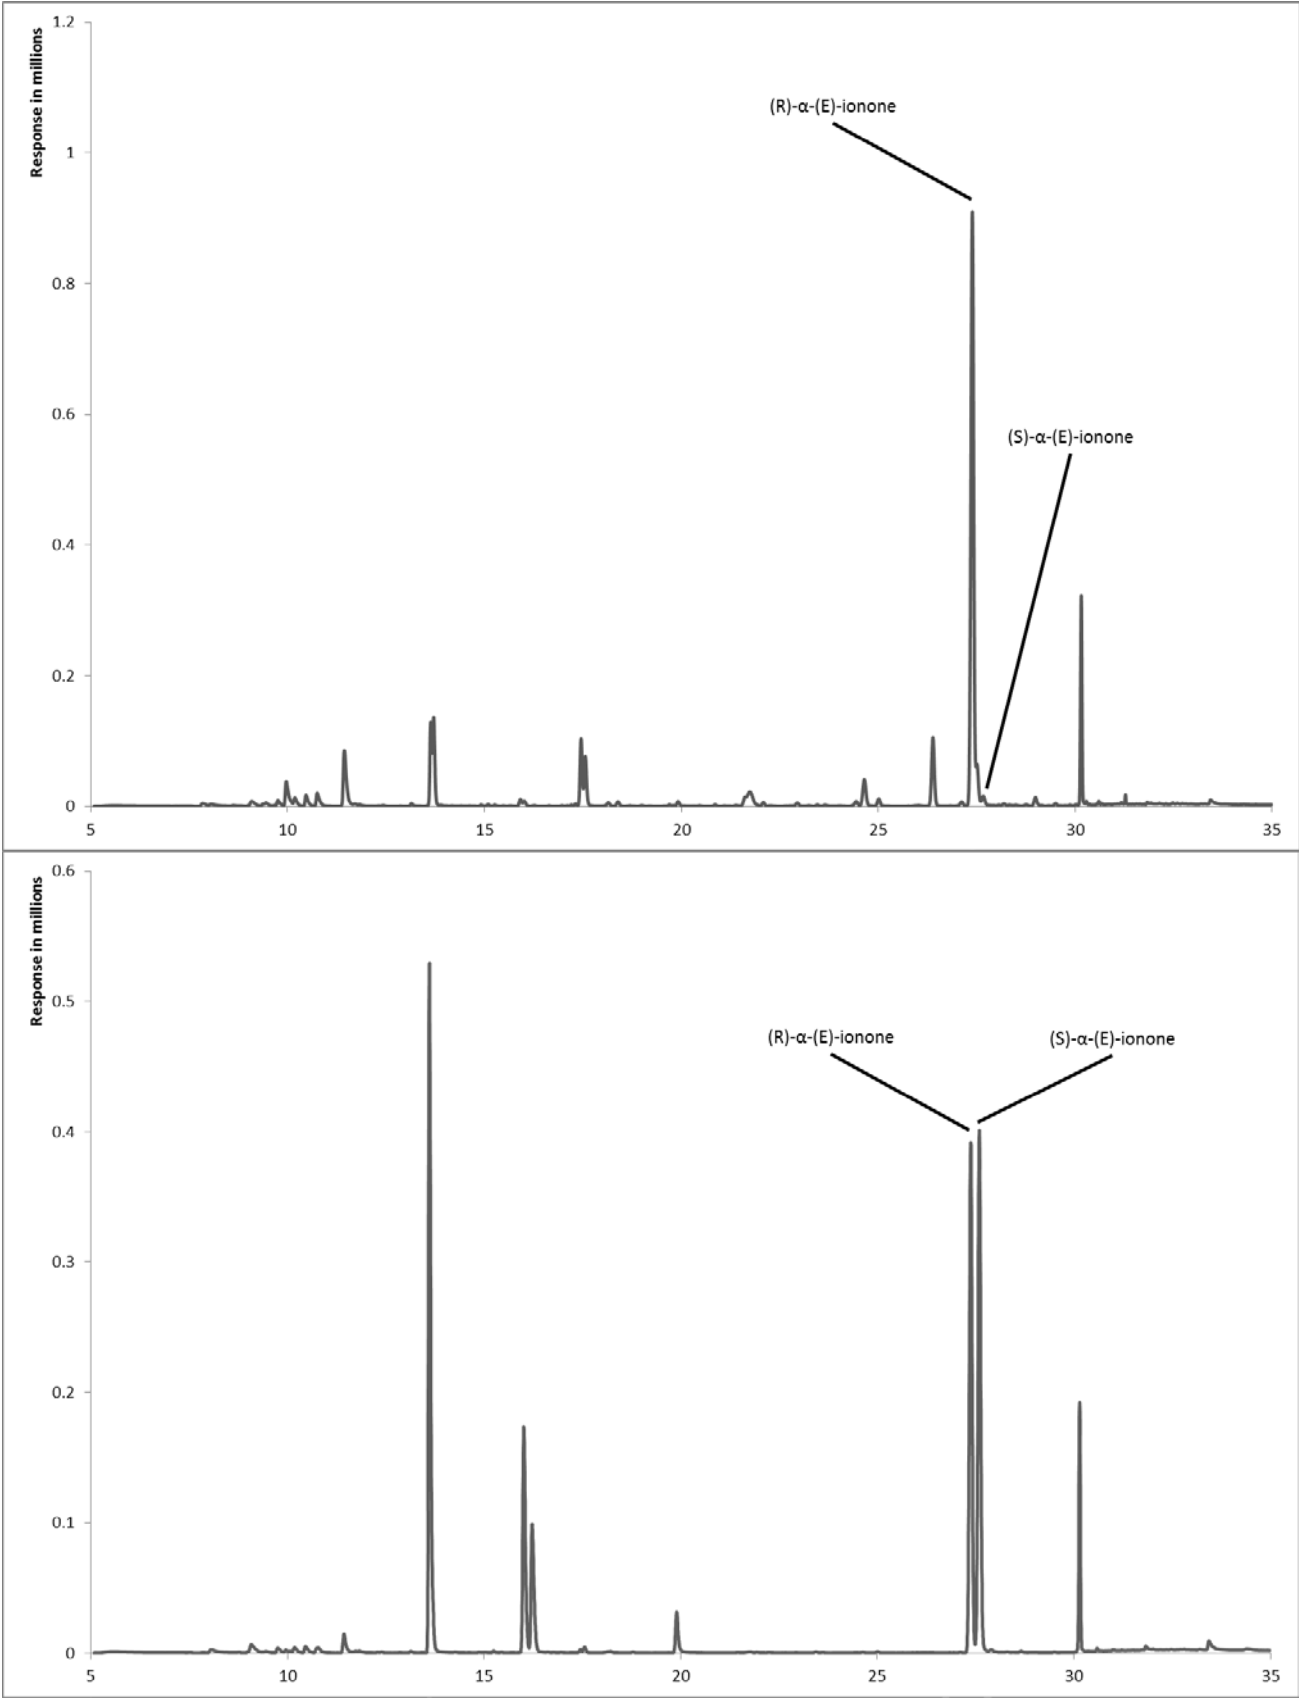 Response in millions
1.2
1
0.8
0.6
0.4
0.2
0
(R)-α-(E)-ionone
(S)-α-(E)-ionone
5 10 15 20 25 30 35
Response in millions
0.6
0.5
0.4
0.3
0.2
0.1
0
(R)-α-(E)-ionone (S)-α-(E)-ionone
5 10 15 20 25 30 35